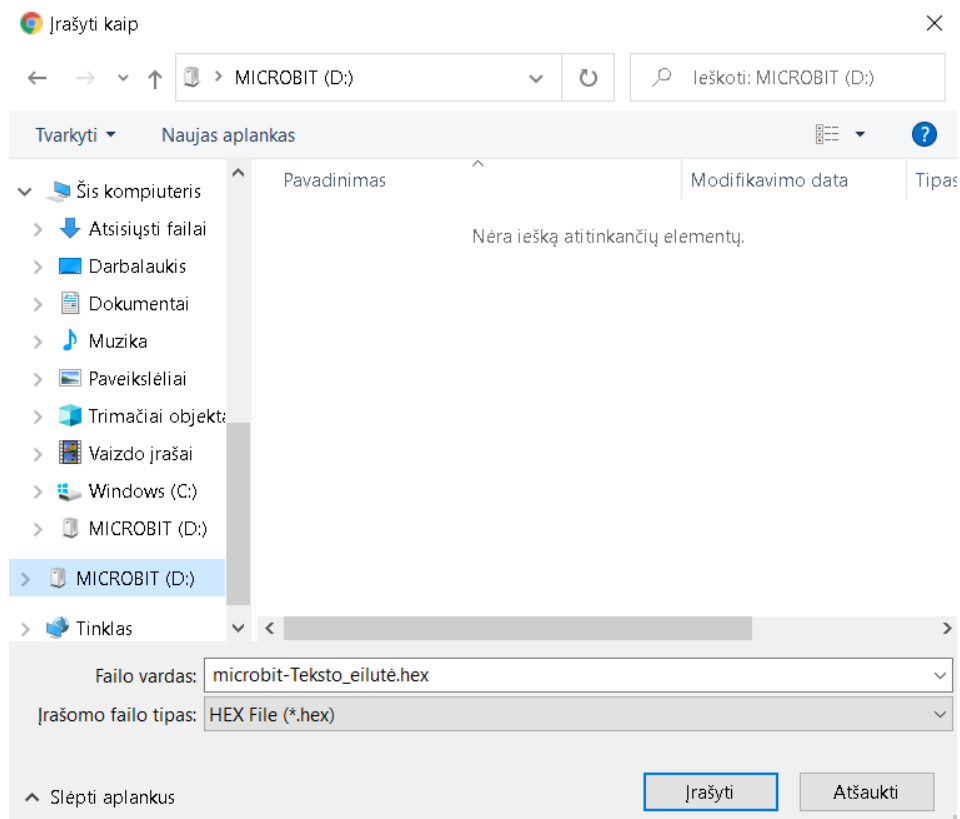 Įrašyti kaip
MICROBIT (D:)
Ieškoti: MICROBIT (D:)
Tvarkyti
Naujas aplankas
?
Pavadinimas
Modifikavimo data
Tipas
Nėra iešką atitinkančių elementų.
Šis kompiuteris
Atsisiųsti failai
Darbalaukis
Dokumentai
Muzika
Paveikslėliai
Trimačiai objekta
Vaizdo įrašai
Windows (C:)
MICROBIT (D:)
MICROBIT (D:)
Tinklas
Failo vardas: microbit-Teksto_eilutė.hex
Įrašomo failo tipas: HEX File (*.hex)
Slėpti aplankus
Įrašyti
Atšaukti